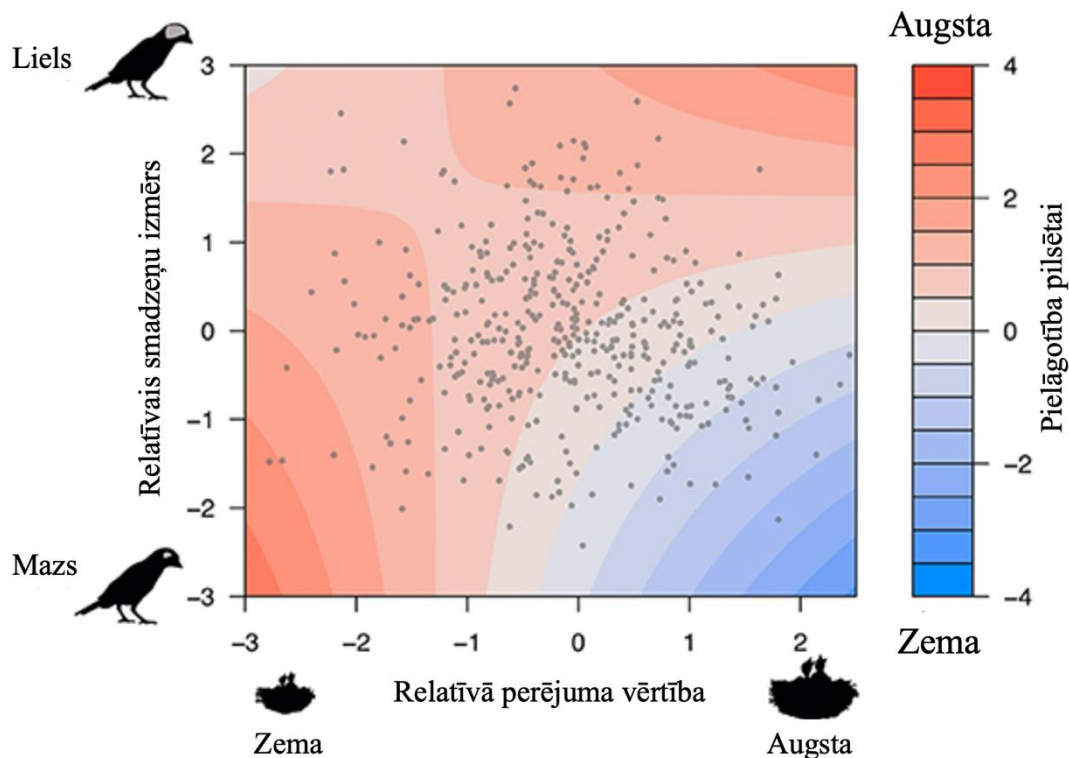 Liels
Augsta
3
2
1
0
−1
−2
−3
Relatīvais smadzeņu izmērs
Mazs
−3
−2
−1
0
1
2
Relatīvā perējuma vērtība
Zema
Augsta
4
2
0
−2
−4
Pielāgotība pilsētai
Zema